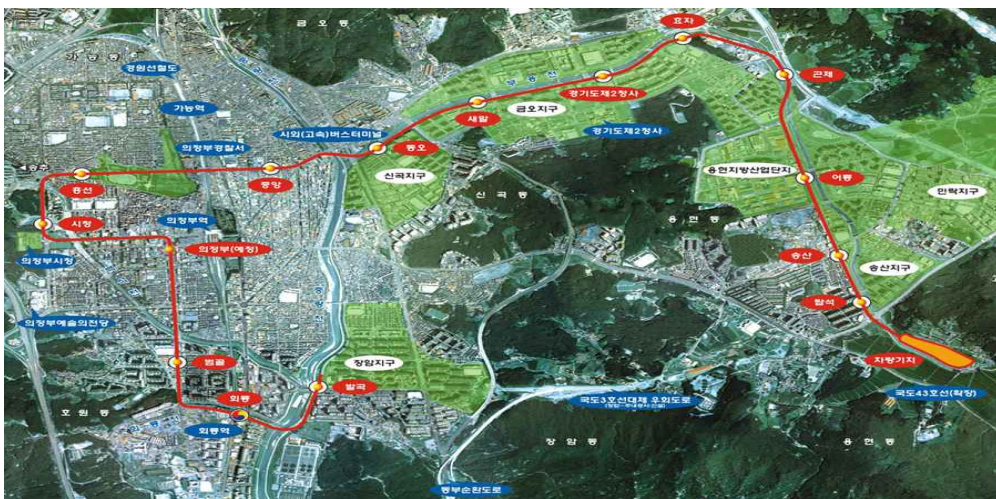 금오동
가능동
효자
경원선철도
곤제
경기도제2청사
금오지구
가능역
새말
시외(고속)버스터미널
경기도제2청사
의정부경찰서
동오
신곡지구
중앙
용현지방산업단지
어룡
흥선
신곡동
민락지구
시청
의정부역
용현동
의정부(예정)
송산
송산지구
의정부시청
탑석
의정부예술의전당
차량기지
범골
장암지구
발곡
국도3호선대체 우회도로
국도43호선(확장)
회룡
호원동
회룡역
장암동
용현동
동부순환도로